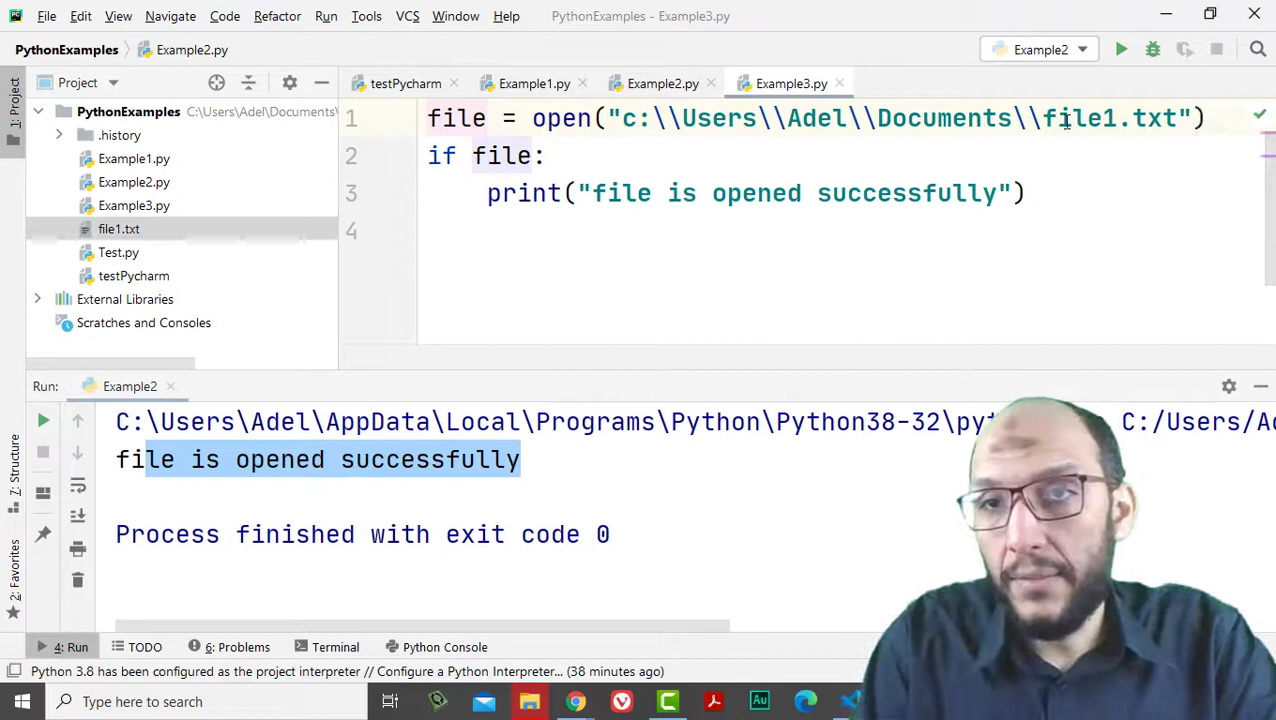 File Edit View Navigate Code Refactor Run Tools VCS Window Help PythonExamples - Example3.py
PythonExamples Example2.py Example2
Project testPycharm Example1.py Example2.py Example3.py
1: Project
PythonExamples C:\Users\Adel\Documents\
.history
Example1.py
Example2.py
Example3.py
file1.txt
Test.py
testPycharm
External Libraries
Scratches and Consoles
1 file = open("c:\\Users\\Adel\\Documents\\file1.txt")
2 if file:
3 print("file is opened successfully")
4
Run: Example2
C:\Users\Adel\AppData\Local\Programs\Python\Python38-32\py C:/Users/Ad
file is opened successfully
Process finished with exit code 0
7: Structure
2: Favorites
4: Run TODO 6: Problems Terminal Python Console
Python 3.8 has been configured as the project interpreter // Configure a Python Interpreter... (38 minutes ago)
Type here to search